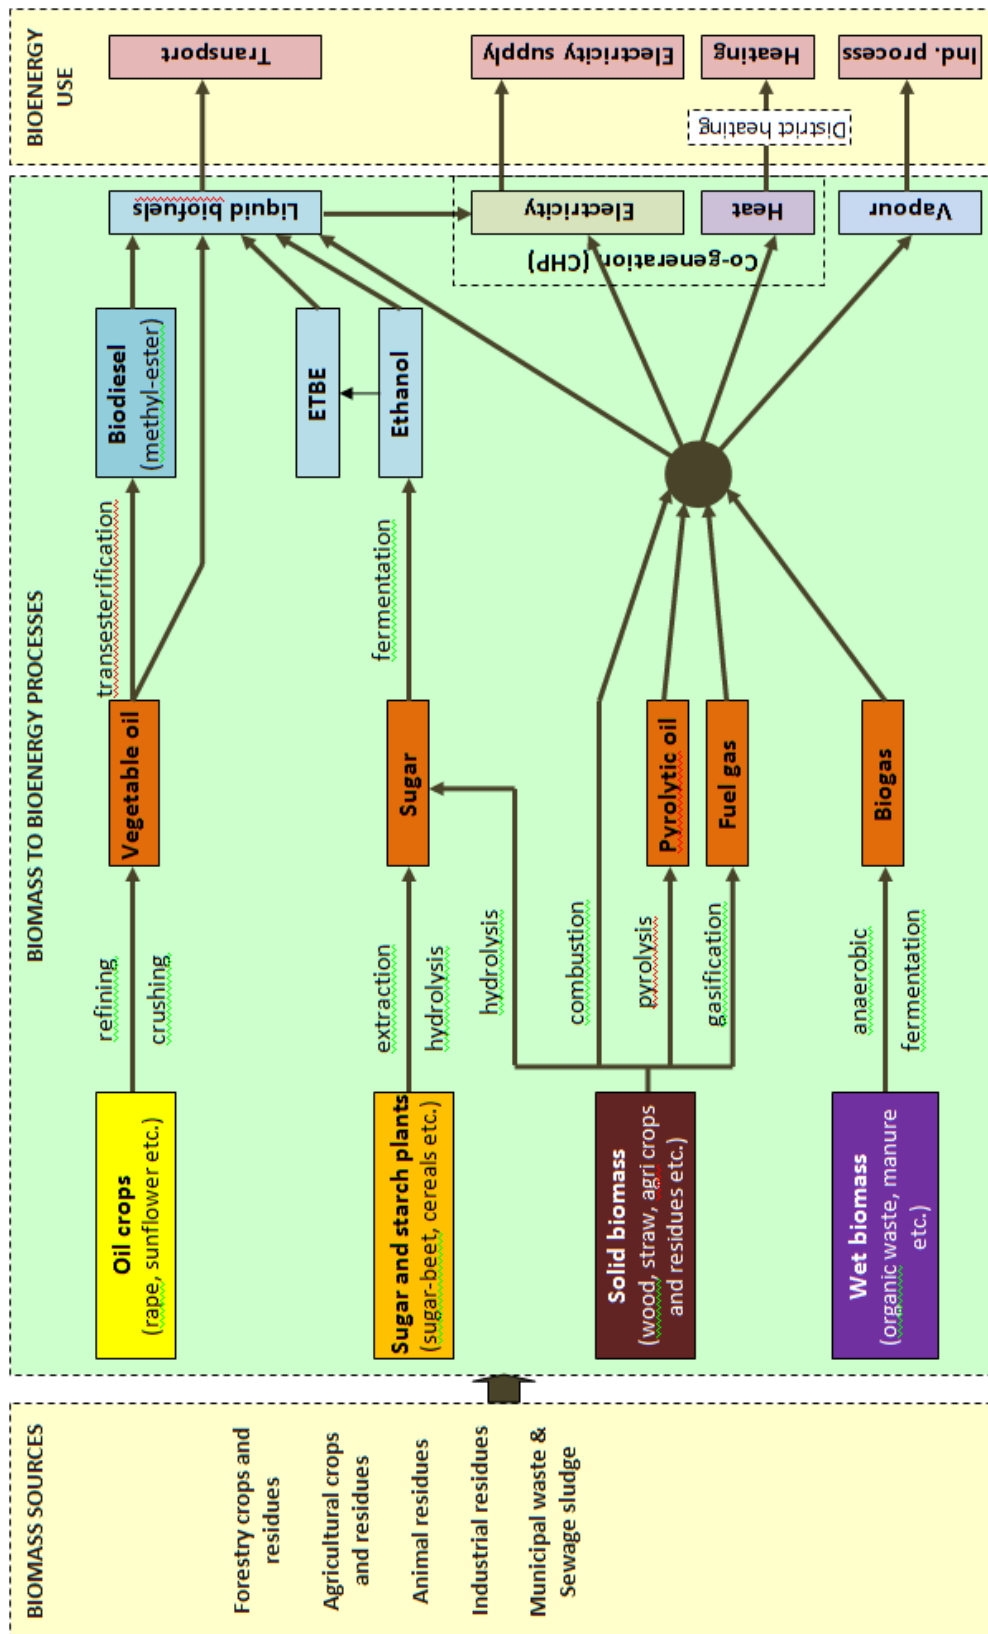 BIOMASS SOURCES
Forestry crops and
residues
Agricultural crops
and residues
Animal residues
Industrial residues
Municipal waste &
Sewage sludge
BIOMASS TO BIOENERGY PROCESSES
Oil crops
(rape, sunflower etc.)
refining
crushing
Vegetable oil
transesterification
Biodiesel
(methyl-ester)
Sugar and starch plants
(sugar-beet, cereals etc.)
extraction
hydrolysis
Sugar
fermentation
ETBE
Ethanol
hydrolysis
Solid biomass
(wood, straw, agri crops
and residues etc.)
combustion
pyrolysis
gasification
Pyrolytic oil
Fuel gas
Wet biomass
(organic waste, manure
etc.)
anaerobic
fermentation
Biogas
Liquid biofuels
Co-generation (CHP)
Electricity
Heat
Vapour
BIOENERGY
USE
Transport
Electricity supply
District heating
Heating
Ind. process